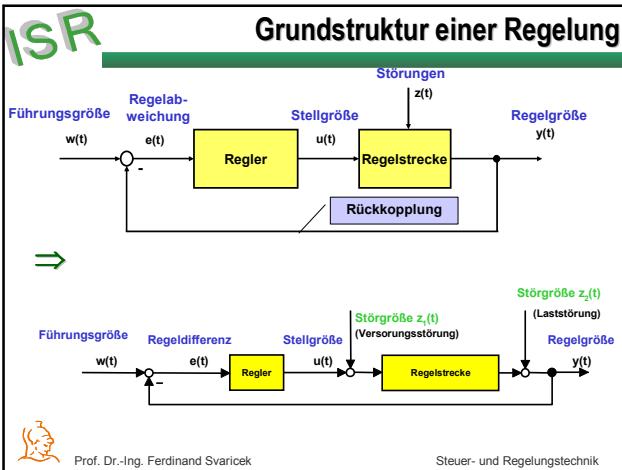 ISR
Grundstruktur einer Regelung
Störungen
z(t)
Führungsgröße
w(t)
Regelab-
weichung
e(t)
Stellgröße
u(t)
Regelgröße
y(t)
Regler
Regelstrecke
-
Rückkopplung
⇒
Störgröße z₂(t)
(Laststörung)
Störgröße z₁(t)
(Versorungsstörung)
Führungsgröße
w(t)
Regeldifferenz
e(t)
Stellgröße
u(t)
Regelgröße
y(t)
Regler
Regelstrecke
–
Prof. Dr.-Ing. Ferdinand Svaricek
Steuer- und Regelungstechnik